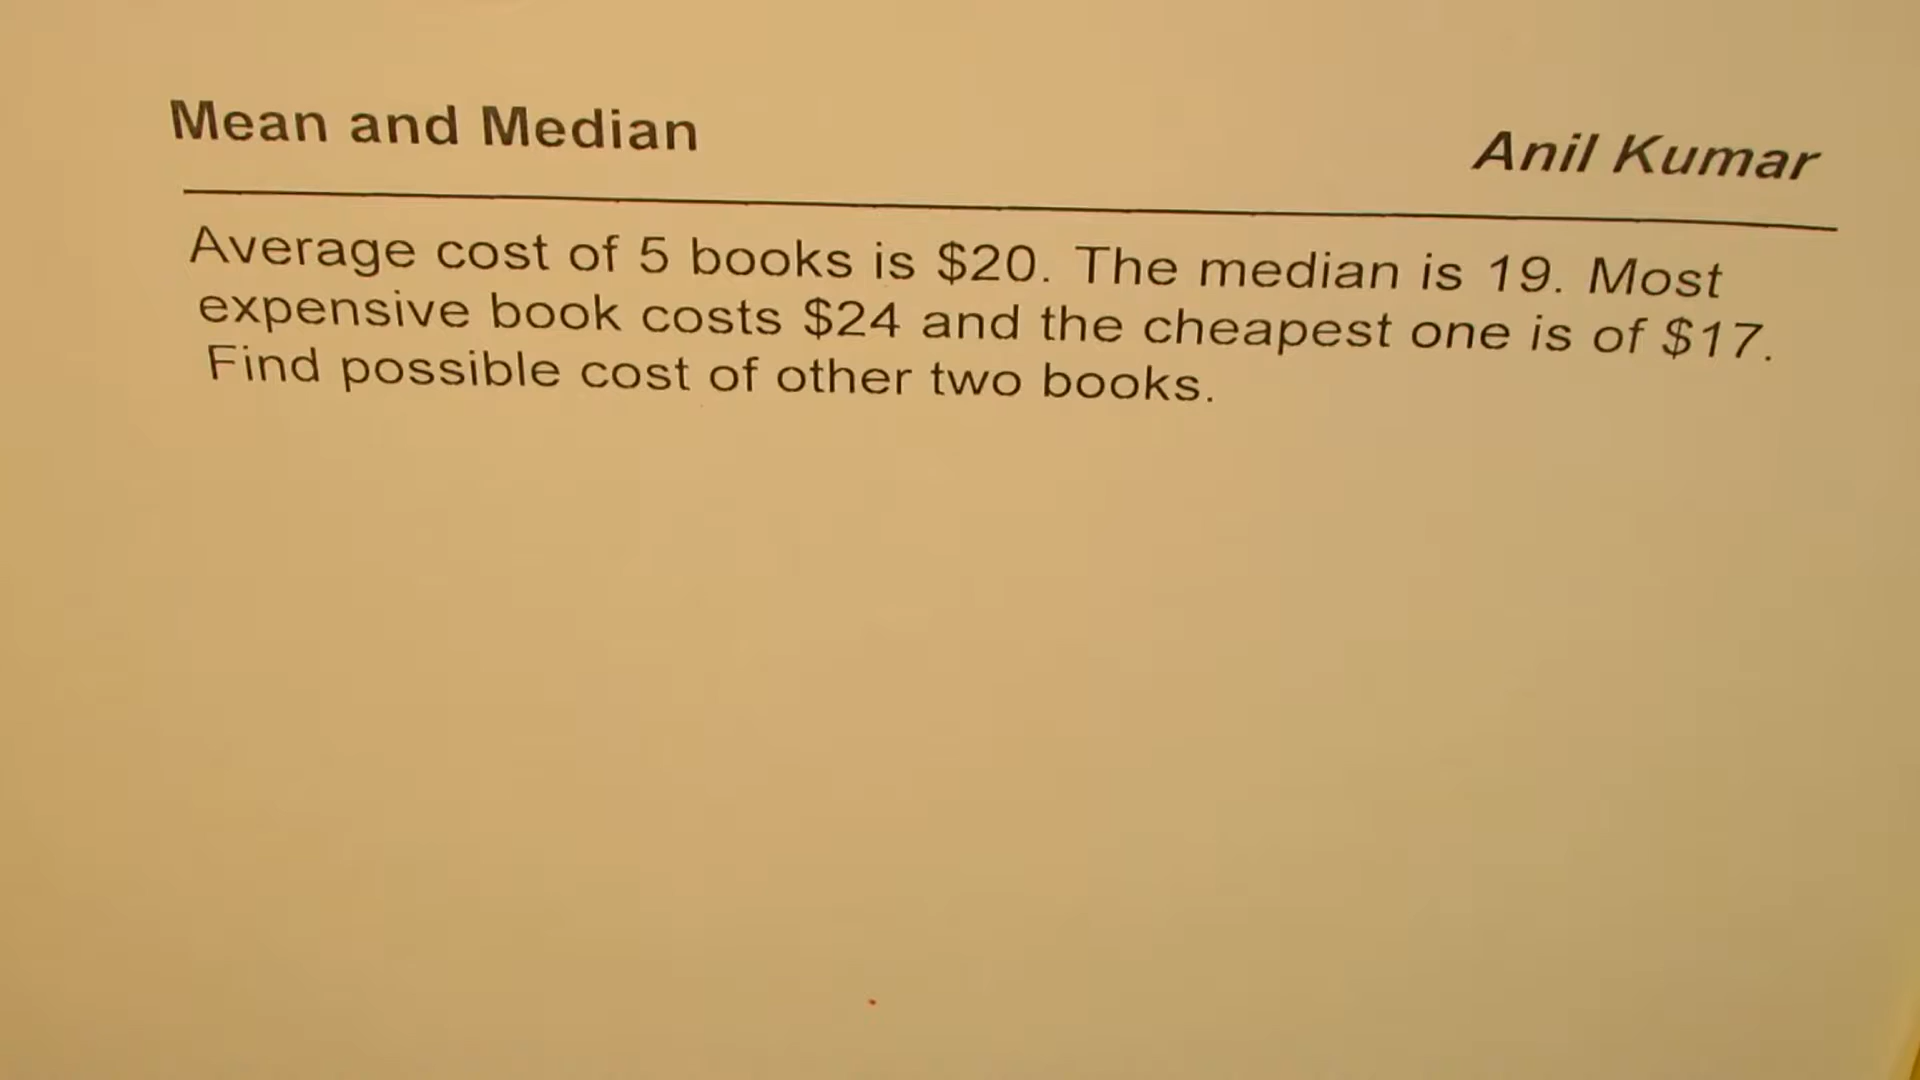 Mean and Median
Anil Kumar
Average cost of 5 books is $20. The median is 19. Most
expensive book costs $24 and the cheapest one is of $17.
Find possible cost of other two books.